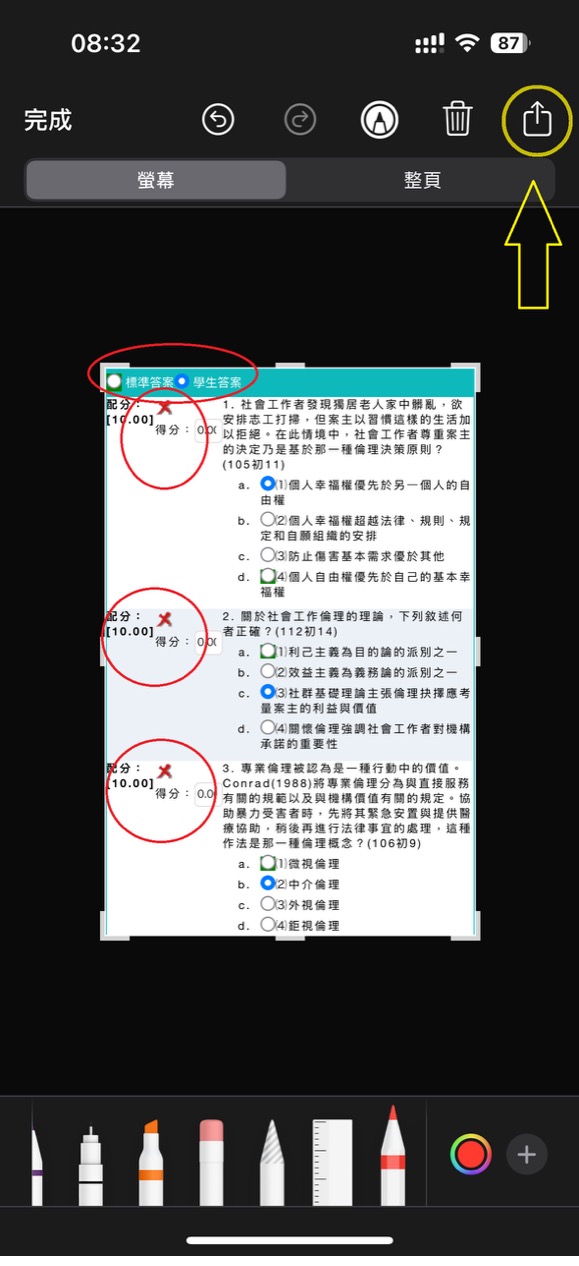 08:32
87
完成
螢幕
整頁
標準答案 學生答案
配分：
[10.00]
得分： 0.00
1. 社會工作者發現獨居老人家中髒亂，欲
安排志工打掃，但案主以習慣這樣的生活加
以拒絕。在此情境中，社會工作者尊重案主
的決定乃是基於那一種倫理決策原則？
(105初11)
a. (1)個人幸福權優先於另一個人的自
由權
b. (2)個人幸福權超越法律、規則、規
定和自願組織的安排
c. (3)防止傷害基本需求優於其他
d. (4)個人自由權優先於自己的基本幸
福權
配分：
[10.00]
得分： 0.00
2. 關於社會工作倫理的理論，下列敘述何
者正確？(112初14)
a. (1)利己主義為目的論的派別之一
b. (2)效益主義為義務論的派別之一
c. (3)社群基礎理論主張倫理抉擇應考
量案主的利益與價值
d. (4)關懷倫理強調社會工作者對機構
承諾的重要性
配分：
[10.00]
得分： 0.0
3. 專業倫理被認為是一種行動中的價值。
Conrad(1988)將專業倫理分為與直接服務
有關的規範以及與機構價值有關的規定。協
助暴力受害者時，先將其緊急安置與提供醫
療協助，稍後再進行法律事宜的處理，這種
作法是那一種倫理概念？(106初9)
a. (1)微視倫理
b. (2)中介倫理
c. (3)外視倫理
d. (4)鉅視倫理